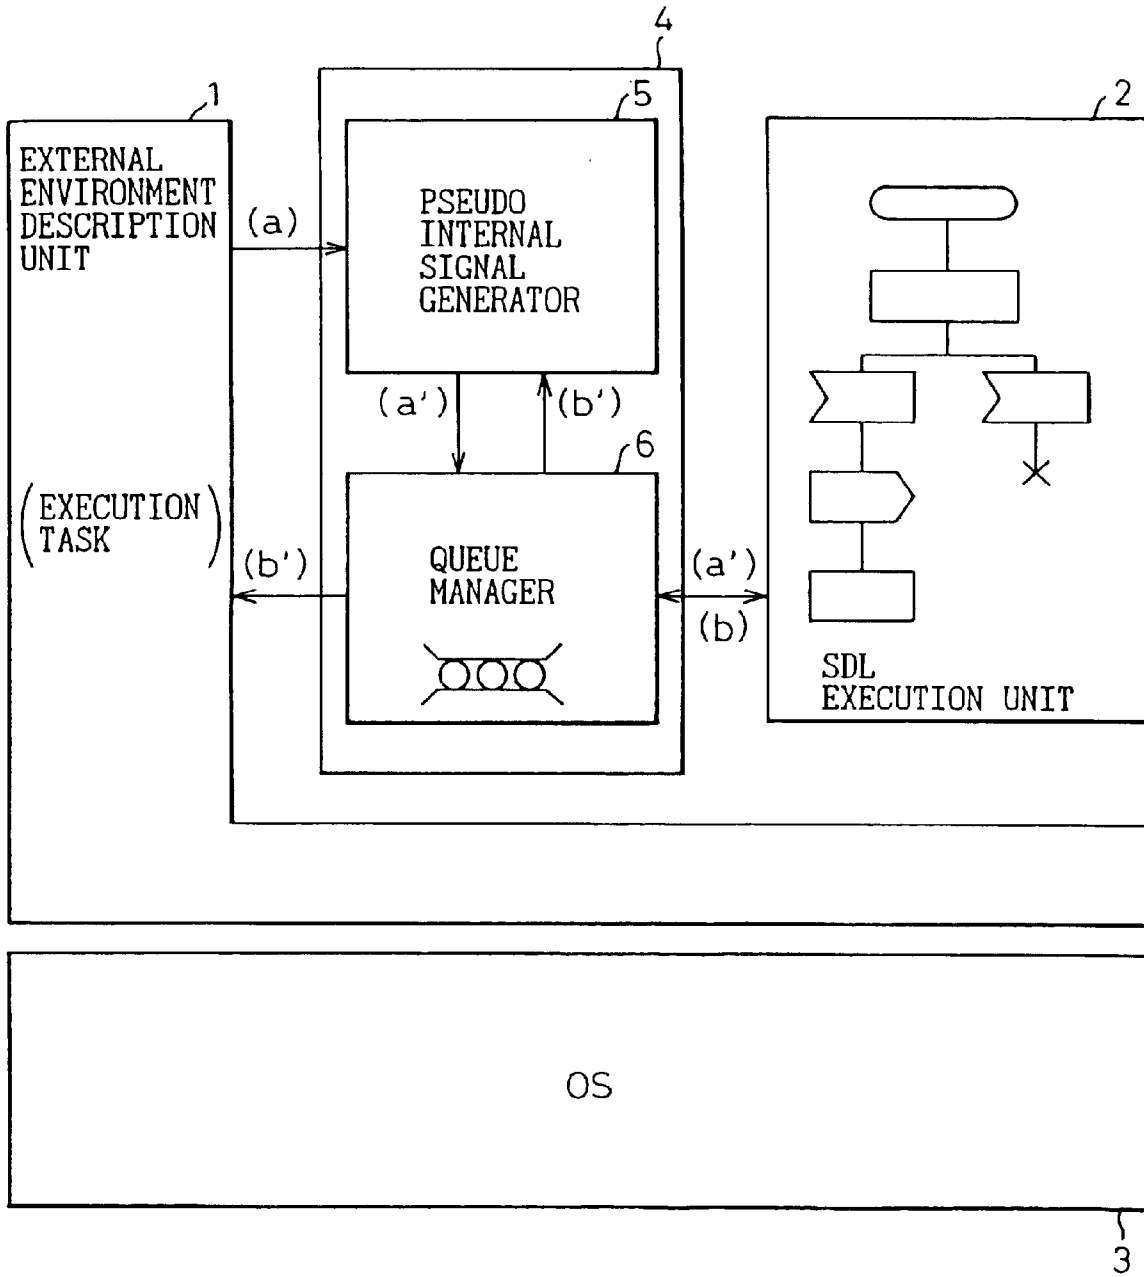 4
1
5
2
EXTERNAL
ENVIRONMENT
DESCRIPTION
UNIT
(a)
PSEUDO
INTERNAL
SIGNAL
GENERATOR
(a')
(b')
6
(EXECUTION
TASK)
(b')
QUEUE
MANAGER
(a')
(b)
SDL
EXECUTION UNIT
OS
3